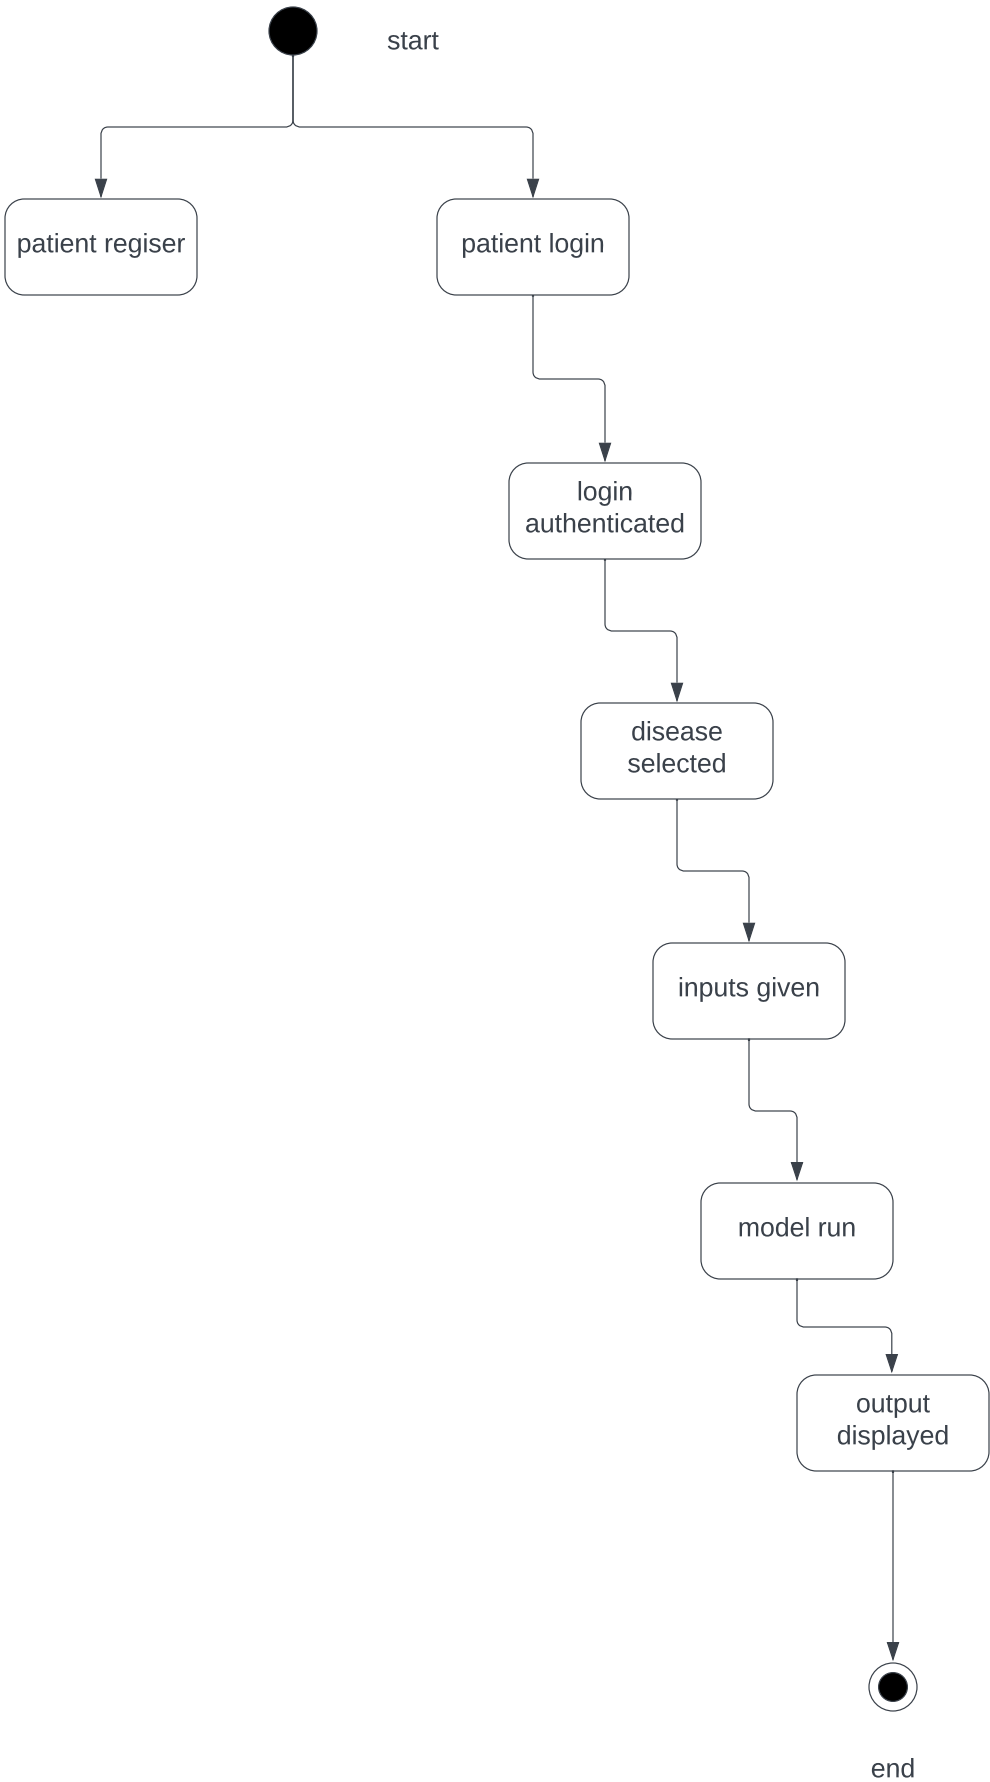 start
patient regiser
patient login
login
authenticated
disease
selected
inputs given
model run
output
displayed
end